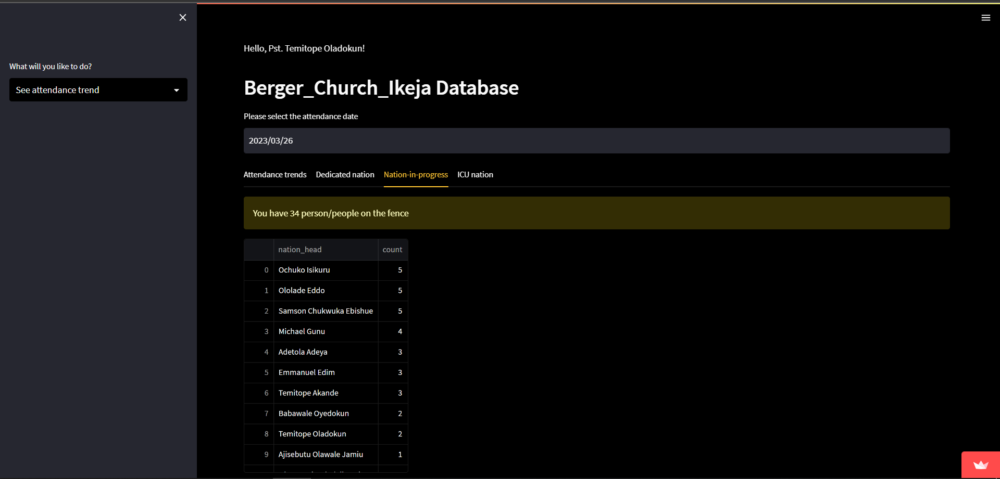 What will you like to do?
See attendance trend
Hello, Pst. Temitope Oladokun!
Berger_Church_Ikeja Database
Please select the attendance date
2023/03/26
Attendance trends Dedicated nation Nation-in-progress ICU nation
You have 34 person/people on the fence
nation_head count
0 Ochuko Isikuru 5
1 Ololade Eddo 5
2 Samson Chukwuka Ebishue 5
3 Michael Gunu 4
4 Adetola Adeya 3
5 Emmanuel Edim 3
6 Temitope Akande 3
7 Babawale Oyedokun 2
8 Temitope Oladokun 2
9 Ajisebutu Olawale Jamiu 1